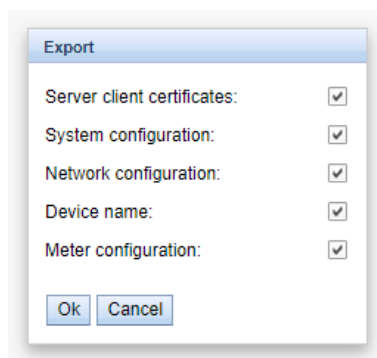 Export
Server client certificates:
System configuration:
Network configuration:
Device name:
Meter configuration:
Ok Cancel